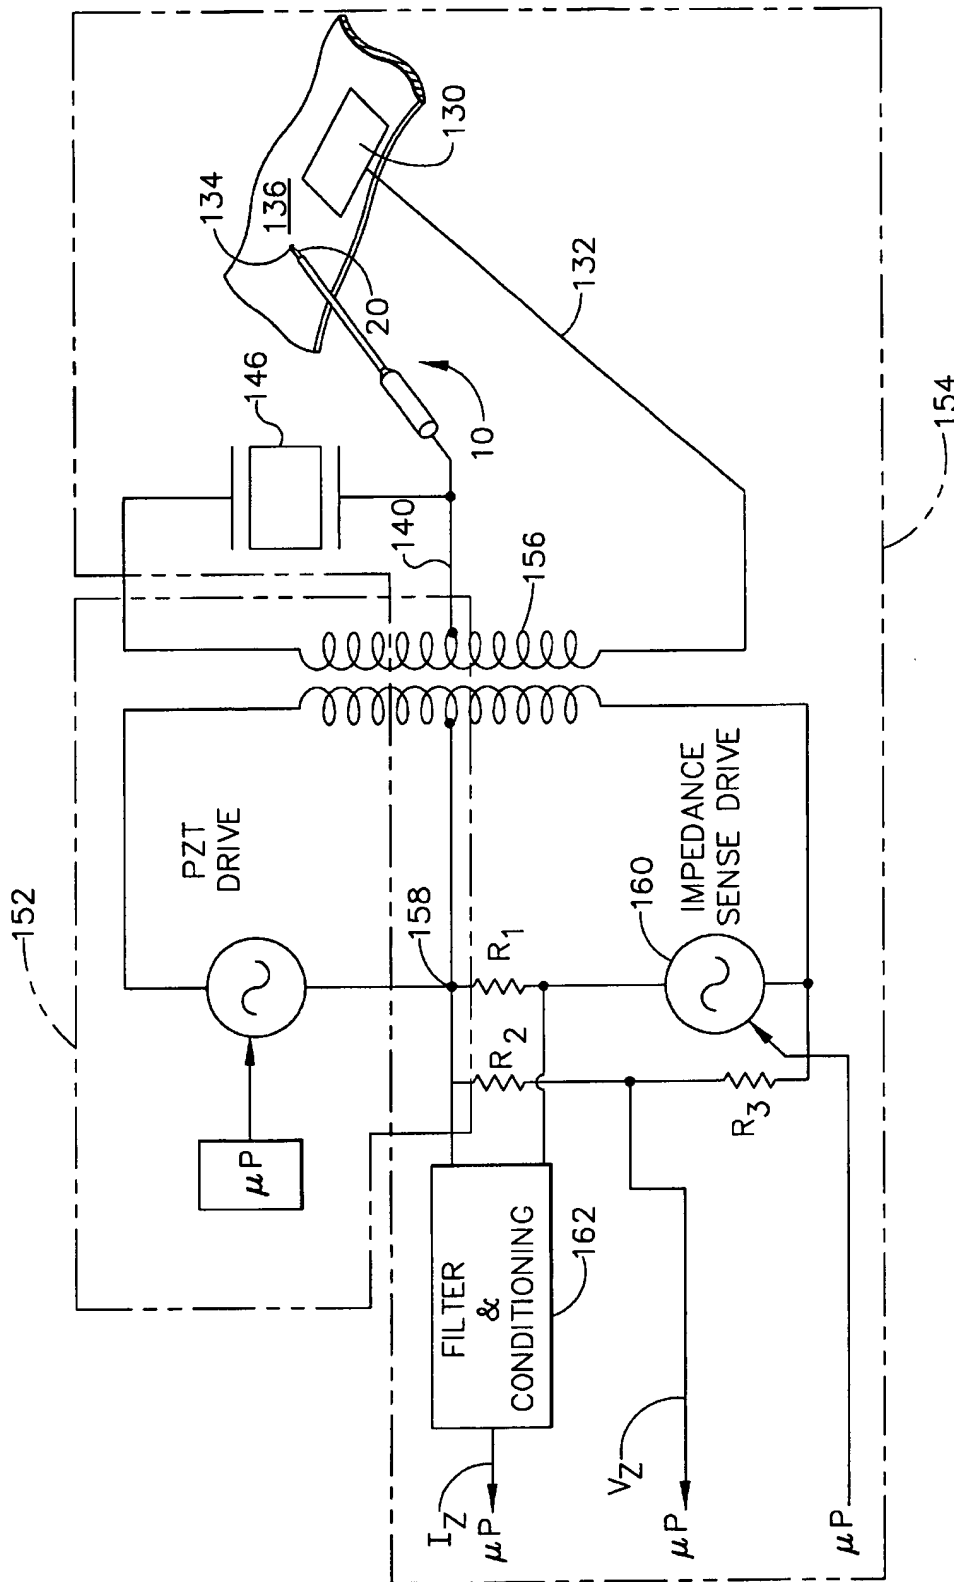 152
PZT
DRIVE
μP
158
R1
R2
R3
160
IMPEDANCE
SENSE DRIVE
FILTER
&
CONDITIONING
162
IZ
μP
VZ
μP
μP
146
140
156
10
20
134
136
130
132
154